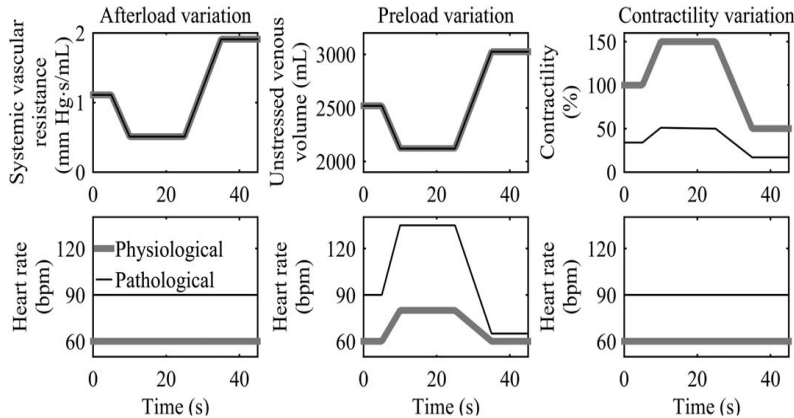 Afterload variation
Systemic vascular
resistance
(mm Hg·s/mL)
2
1
0
0 20 40
Preload variation
Unstressed venous
volume (mL)
3000
2500
2000
0 20 40
Contractility variation
Contractility
(%)
150
100
50
0
0 20 40
Heart rate
(bpm)
120
90
60
Physiological
Pathological
0 20 40
Time (s)
Heart rate
(bpm)
120
90
60
0 20 40
Time (s)
Heart rate
(bpm)
120
90
60
0 20 40
Time (s)